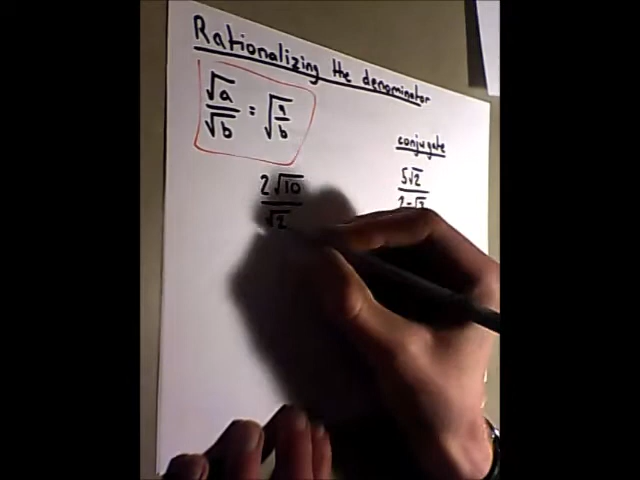 Rationalizing the denominator
√a/√b = √(a/b)
conjugate
2√10/√2
5√2